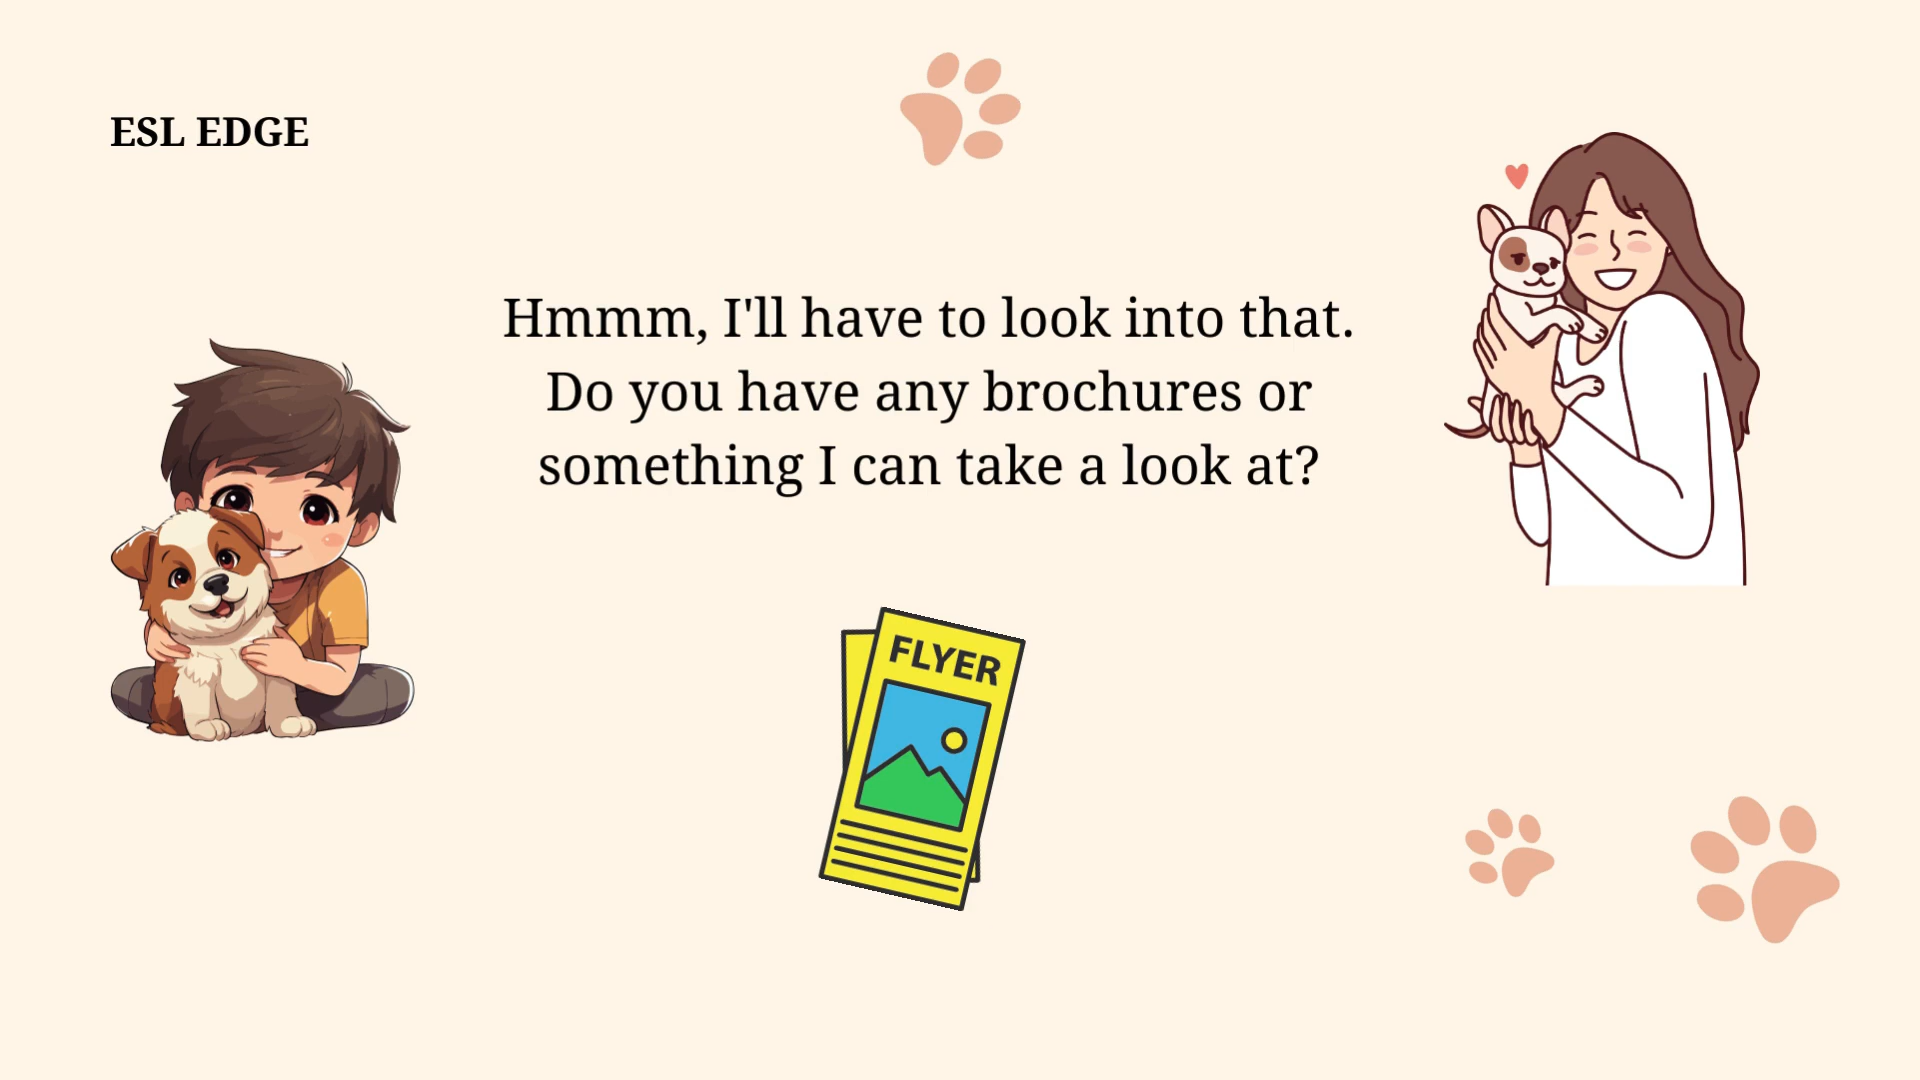 ESL EDGE
Hmmm, I'll have to look into that.
Do you have any brochures or
something I can take a look at?
FLYER